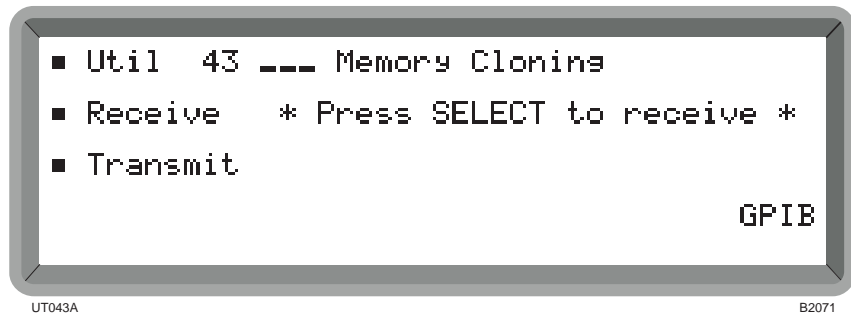 ▪ Util 43 ___ Memory Cloning
▪ Receive * Press SELECT to receive *
▪ Transmit
GPIB
UT043A B2071